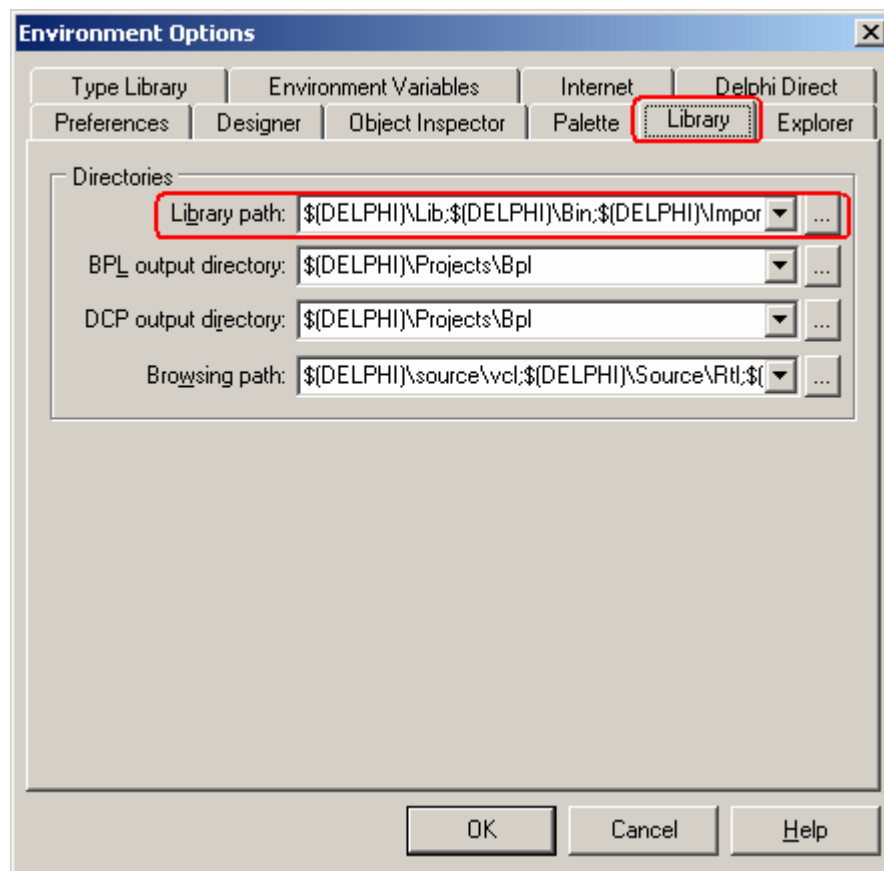 Environment Options
Type Library Environment Variables Internet Delphi Direct
Preferences Designer Object Inspector Palette Library Explorer
Directories
Library path: $(DELPHI)\Lib;$(DELPHI)\Bin;$(DELPHI)\Impor ...
BPL output directory: $(DELPHI)\Projects\Bpl ...
DCP output directory: $(DELPHI)\Projects\Bpl ...
Browsing path: $(DELPHI)\source\vcl;$(DELPHI)\Source\Rtl;$( ...
OK Cancel Help